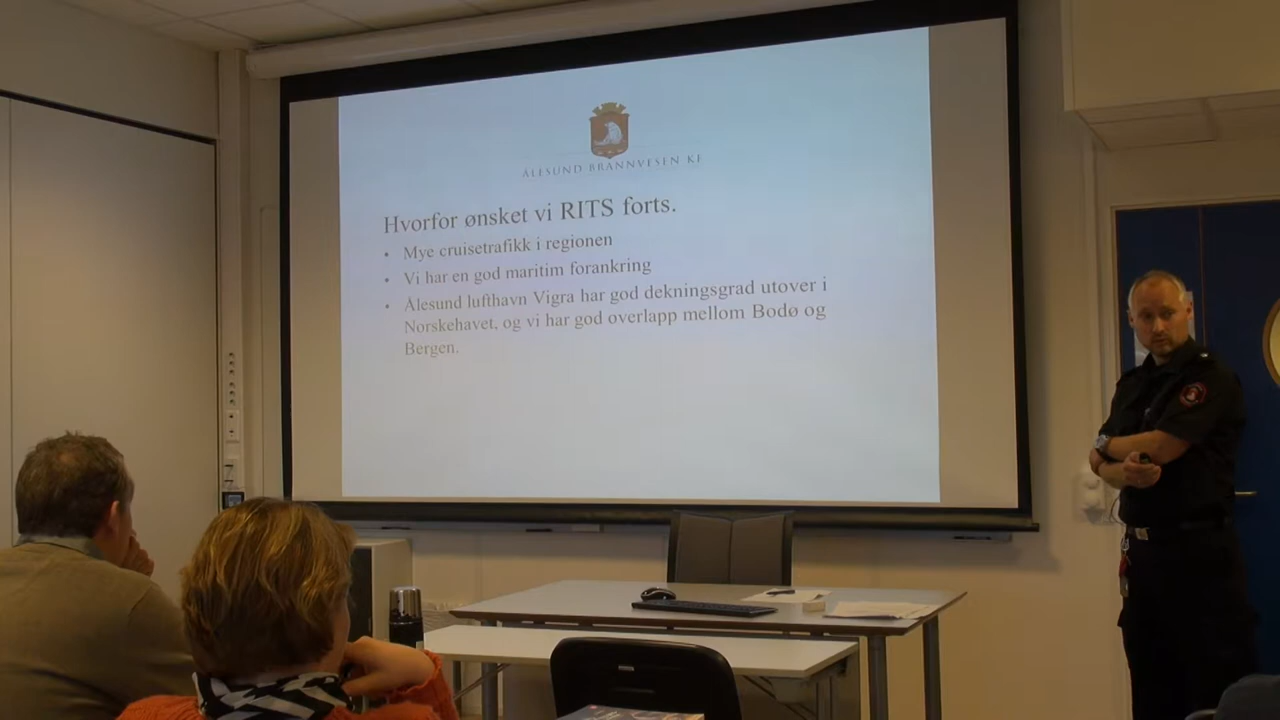 ÅLESUND BRANNVESEN KF
Hvorfor ønsket vi RITS forts.
• Mye cruisetrafikk i regionen
• Vi har en god maritim forankring
• Ålesund lufthavn Vigra har god dekningsgrad utover i
Norskehavet, og vi har god overlapp mellom Bodø og
Bergen.